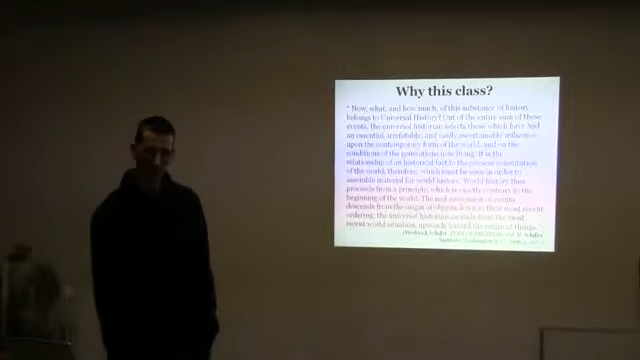 Why this class?
" Now, what, and how much, of this substance of history
belongs to Universal History? Out of the entire sum of these
events, the universal historian selects those which have had
an essential, irrefutable, and easily ascertainable influence
upon the contemporary form of the world, and on the
conditions of the generations now living. It is the
relationship of an historical fact to the present constitution
of the world, therefore, which must be seen in order to
assemble material for world history. World history thus
proceeds from a principle, which is exactly contrary to the
beginning of the world. The real succession of events
descends from the origin of objects down to their most recent
ordering; the universal historian ascends from the most
recent world situation, upwards toward the origin of things."
Schiller
Institute, Washington D. C.